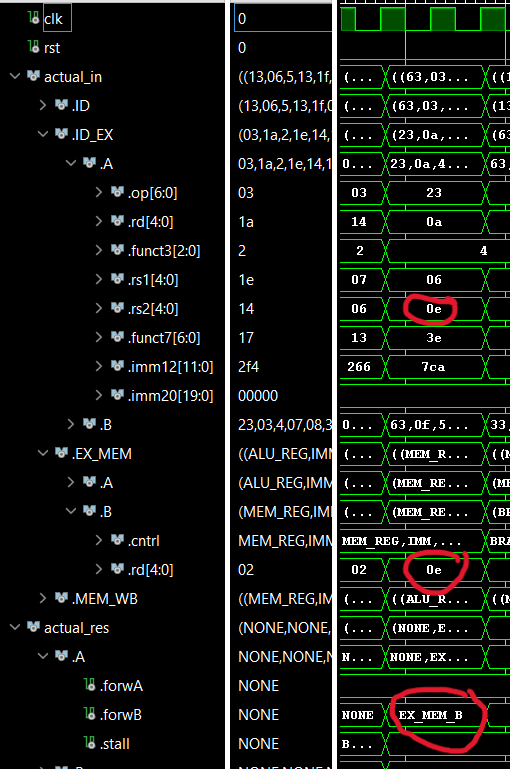 clk 0
rst 0
actual_in ((13,06,5,13,1f, (... ((63,03... ((1
.ID (13,06,5,13,1f,0 (... (63,03,... (13
.ID_EX (03,1a,2,1e,14, (... (23,0a,... (63
.A 03,1a,2,1e,14,1 0... 23,0a,4... 63,
.op[6:0] 03 03 23
.rd[4:0] 1a 14 0a
.funct3[2:0] 2 2 4
.rs1[4:0] 1e 07 06
.rs2[4:0] 14 06 0e
.funct7[6:0] 17 13 3e
.imm12[11:0] 2f4 266 7ca
.imm20[19:0] 00000
.B 23,03,4,07,08,3 0... 63,0f,5... 33,
.EX_MEM ((ALU_REG,IMM (... ((MEM_R... ((M
.A (ALU_REG,IMM, (... (MEM_RE... (ME
.B (MEM_REG,IMM, (... (MEM_RE... (BR
.cntrl MEM_REG,IMM, MEM_REG,IMM,... BRA
.rd[4:0] 02 02 0e
.MEM_WB ((MEM_REG,IMM (... ((ALU_R... ((M
actual_res (NONE,NONE, (... (NONE,E...
.A NONE,NONE,N N... NONE,EX...
.forwA NONE
.forwB NONE NONE EX_MEM_B
.stall NONE B...